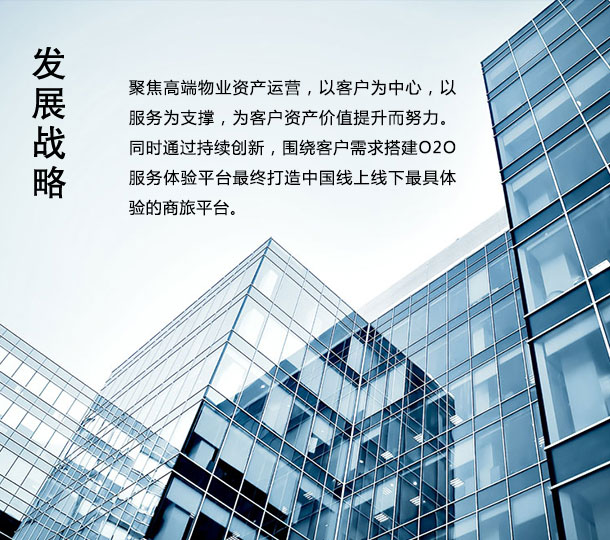 发展战略
聚焦高端物业资产运营，以客户为中心，以
服务为支撑，为客户资产价值提升而努力。
同时通过持续创新，围绕客户需求搭建O2O
服务体验平台最终打造中国线上线下最具体
验的商旅平台。